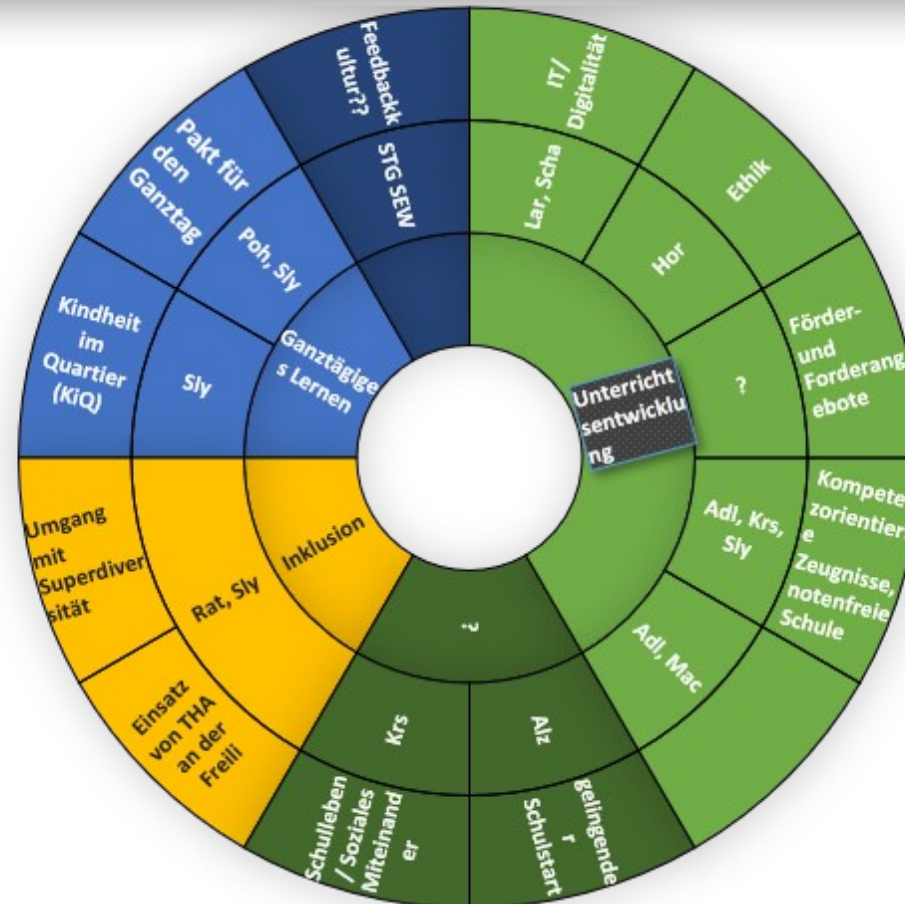 Feedbackk
ultur??
STG SEW
IT/
Digitalität
Lar, Scha
Ethik
Hor
Förder-
und
Forderang
ebote
?
Unterricht
sentwicklu
ng
Kompete
zorientier
e
Zeugnisse,
notenfreie
Schule
Adl, Krs,
Sly
Adl, Mac
gelingende
r
Schulstart
Alz
?
Krs
Schulleben
/ Soziales
Miteinand
er
Einsatz
von THA
an der
Freili
Umgang
mit
Superdiver
sität
Rat, Sly
Inklusion
Kindheit
im
Quartier
(KiQ)
Sly
Pakt für
den
Ganztag
Poh, Sly
Ganztägige
s Lernen